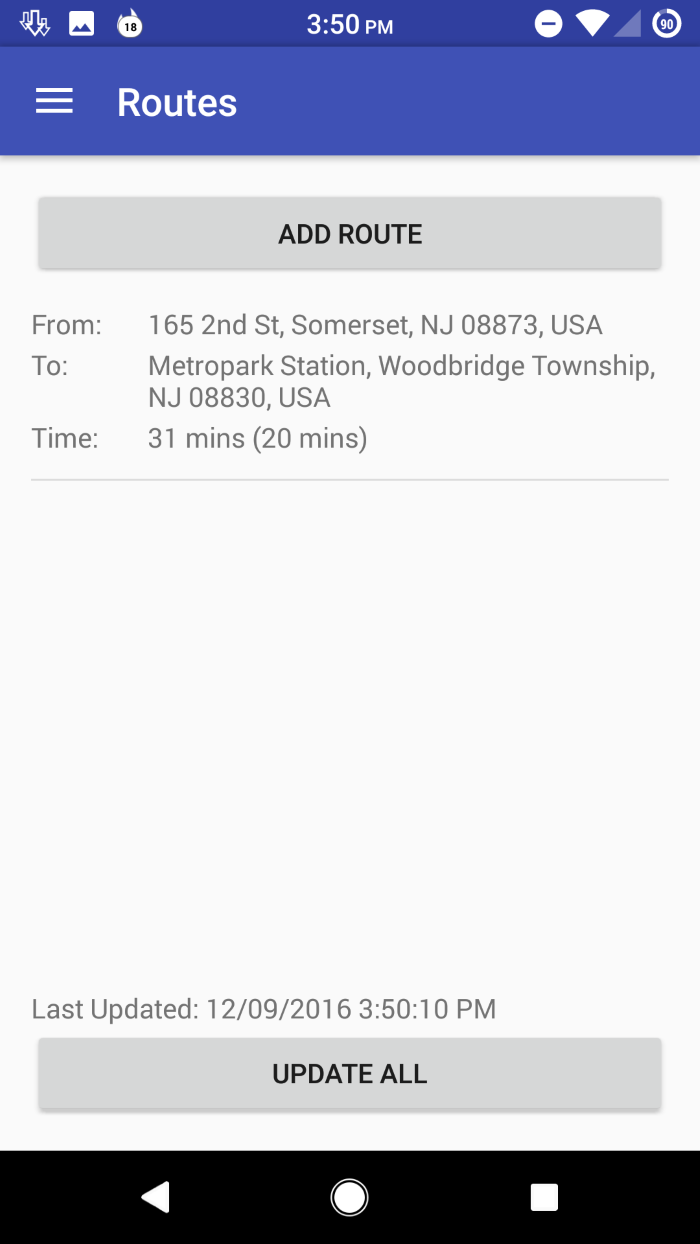 18
3:50 PM
90
Routes
ADD ROUTE
From: 165 2nd St, Somerset, NJ 08873, USA
To: Metropark Station, Woodbridge Township,
NJ 08830, USA
Time: 31 mins (20 mins)
Last Updated: 12/09/2016 3:50:10 PM
UPDATE ALL